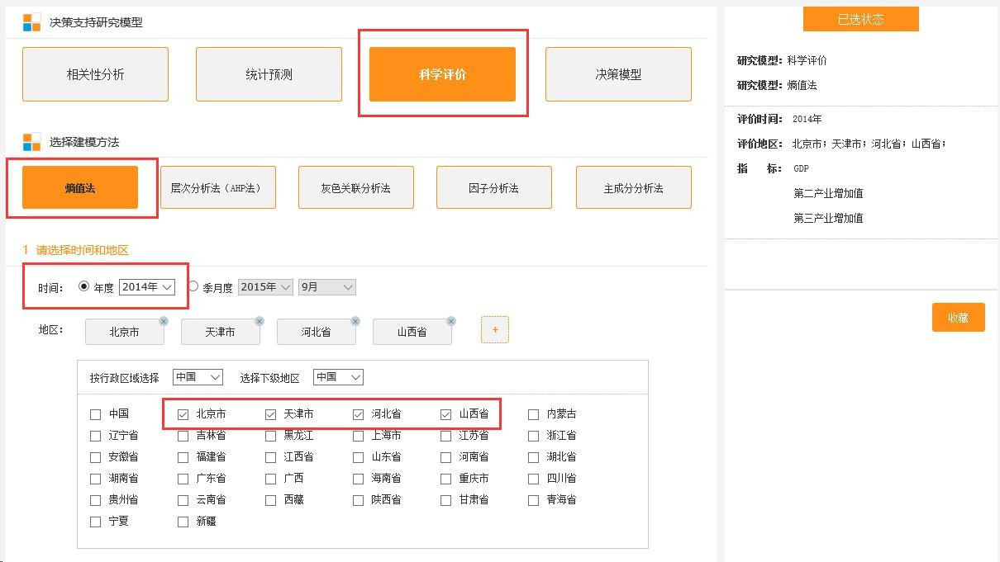 决策支持研究模型
相关性分析 统计预测 科学评价 决策模型
选择建模方法
熵值法 层次分析法（AHP法） 灰色关联分析法 因子分析法 主成分分析法
1 请选择时间和地区
时间： 年度 2014年 季月度 2015年 9月
地区： 北京市 天津市 河北省 山西省 +
按行政区域选择 中国 选择下级地区 中国
中国 北京市 天津市 河北省 山西省 内蒙古
辽宁省 吉林省 黑龙江 上海市 江苏省 浙江省
安徽省 福建省 江西省 山东省 河南省 湖北省
湖南省 广东省 广西 海南省 重庆市 四川省
贵州省 云南省 西藏 陕西省 甘肃省 青海省
宁夏 新疆
已选状态
研究模型：科学评价
研究模型：熵值法
评价时间： 2014年
评价地区： 北京市；天津市；河北省；山西省；
指 标： GDP
第二产业增加值
第三产业增加值
收藏